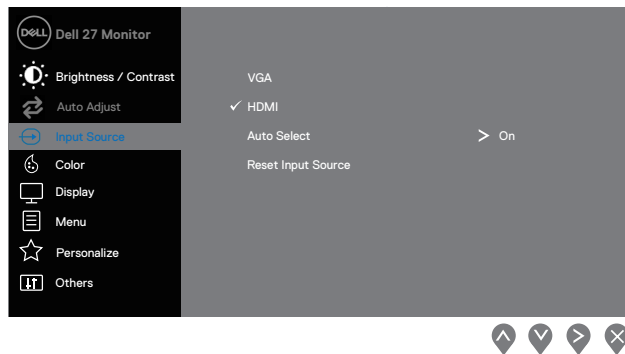 DELL Dell 27 Monitor
Brightness / Contrast
VGA
Auto Adjust
✓ HDMI
Input Source
Auto Select > On
Color
Reset Input Source
Display
Menu
Personalize
Others